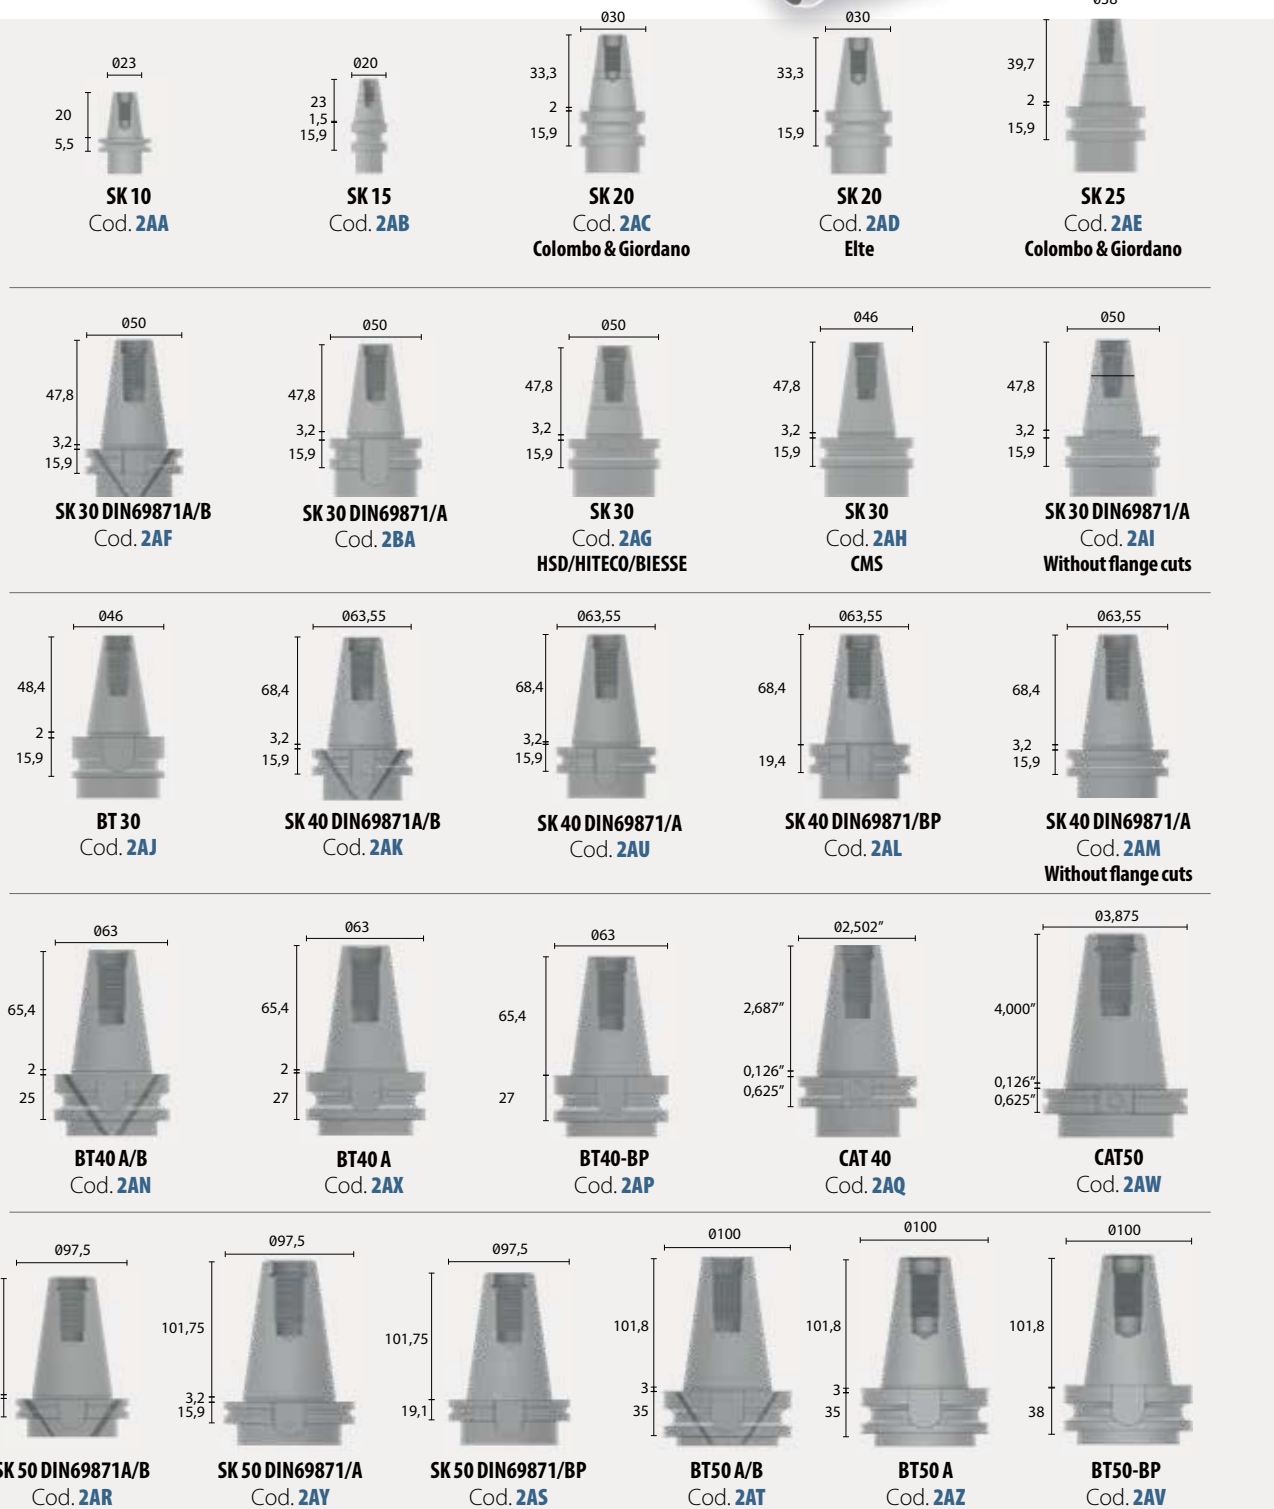 Ø23
20
5,5
SK 10
Cod. 2AA
Ø20
23
1,5
15,9
SK 15
Cod. 2AB
Ø30
33,3
2
15,9
SK 20
Cod. 2AC
Colombo & Giordano
Ø30
33,3
15,9
SK 20
Cod. 2AD
Elte
39,7
2
15,9
SK 25
Cod. 2AE
Colombo & Giordano
Ø50
47,8
3,2
15,9
SK 30 DIN69871A/B
Cod. 2AF
Ø50
47,8
3,2
15,9
SK 30 DIN69871/A
Cod. 2BA
Ø50
47,8
3,2
15,9
SK 30
Cod. 2AG
HSD/HITECO/BIESSE
Ø46
47,8
3,2
15,9
SK 30
Cod. 2AH
CMS
Ø50
47,8
3,2
15,9
SK 30 DIN69871/A
Cod. 2AI
Without flange cuts
Ø46
48,4
2
15,9
BT 30
Cod. 2AJ
Ø63,55
68,4
3,2
15,9
SK 40 DIN69871A/B
Cod. 2AK
Ø63,55
68,4
3,2
15,9
SK 40 DIN69871/A
Cod. 2AU
Ø63,55
68,4
19,4
SK 40 DIN69871/BP
Cod. 2AL
Ø63,55
68,4
3,2
15,9
SK 40 DIN69871/A
Cod. 2AM
Without flange cuts
Ø63
65,4
2
25
BT40 A/B
Cod. 2AN
Ø63
65,4
2
27
BT40 A
Cod. 2AX
Ø63
65,4
27
BT40-BP
Cod. 2AP
Ø2,502”
2,687”
0,126”
0,625”
CAT 40
Cod. 2AQ
Ø3,875
4,000”
0,126”
0,625”
CAT50
Cod. 2AW
Ø97,5
SK 50 DIN69871A/B
Cod. 2AR
Ø97,5
101,75
3,2
15,9
SK 50 DIN69871/A
Cod. 2AY
Ø97,5
101,75
19,1
SK 50 DIN69871/BP
Cod. 2AS
Ø100
101,8
3
35
BT50 A/B
Cod. 2AT
Ø100
101,8
3
35
BT50 A
Cod. 2AZ
Ø100
101,8
38
BT50-BP
Cod. 2AV